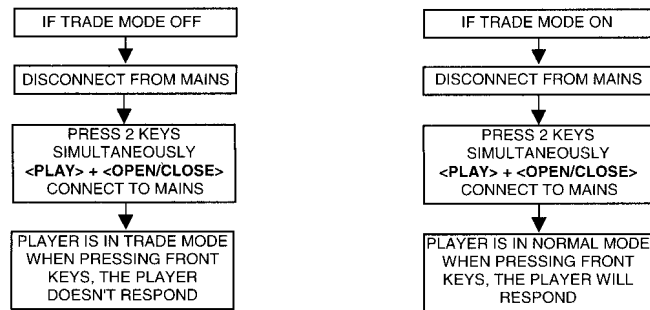 IF TRADE MODE OFF
DISCONNECT FROM MAINS
PRESS 2 KEYS
SIMULTANEOUSLY
<PLAY> + <OPEN/CLOSE>
CONNECT TO MAINS
PLAYER IS IN TRADE MODE
WHEN PRESSING FRONT
KEYS, THE PLAYER
DOESN'T RESPOND
IF TRADE MODE ON
DISCONNECT FROM MAINS
PRESS 2 KEYS
SIMULTANEOUSLY
<PLAY> + <OPEN/CLOSE>
CONNECT TO MAINS
PLAYER IS IN NORMAL MODE
WHEN PRESSING FRONT
KEYS, THE PLAYER WILL
RESPOND